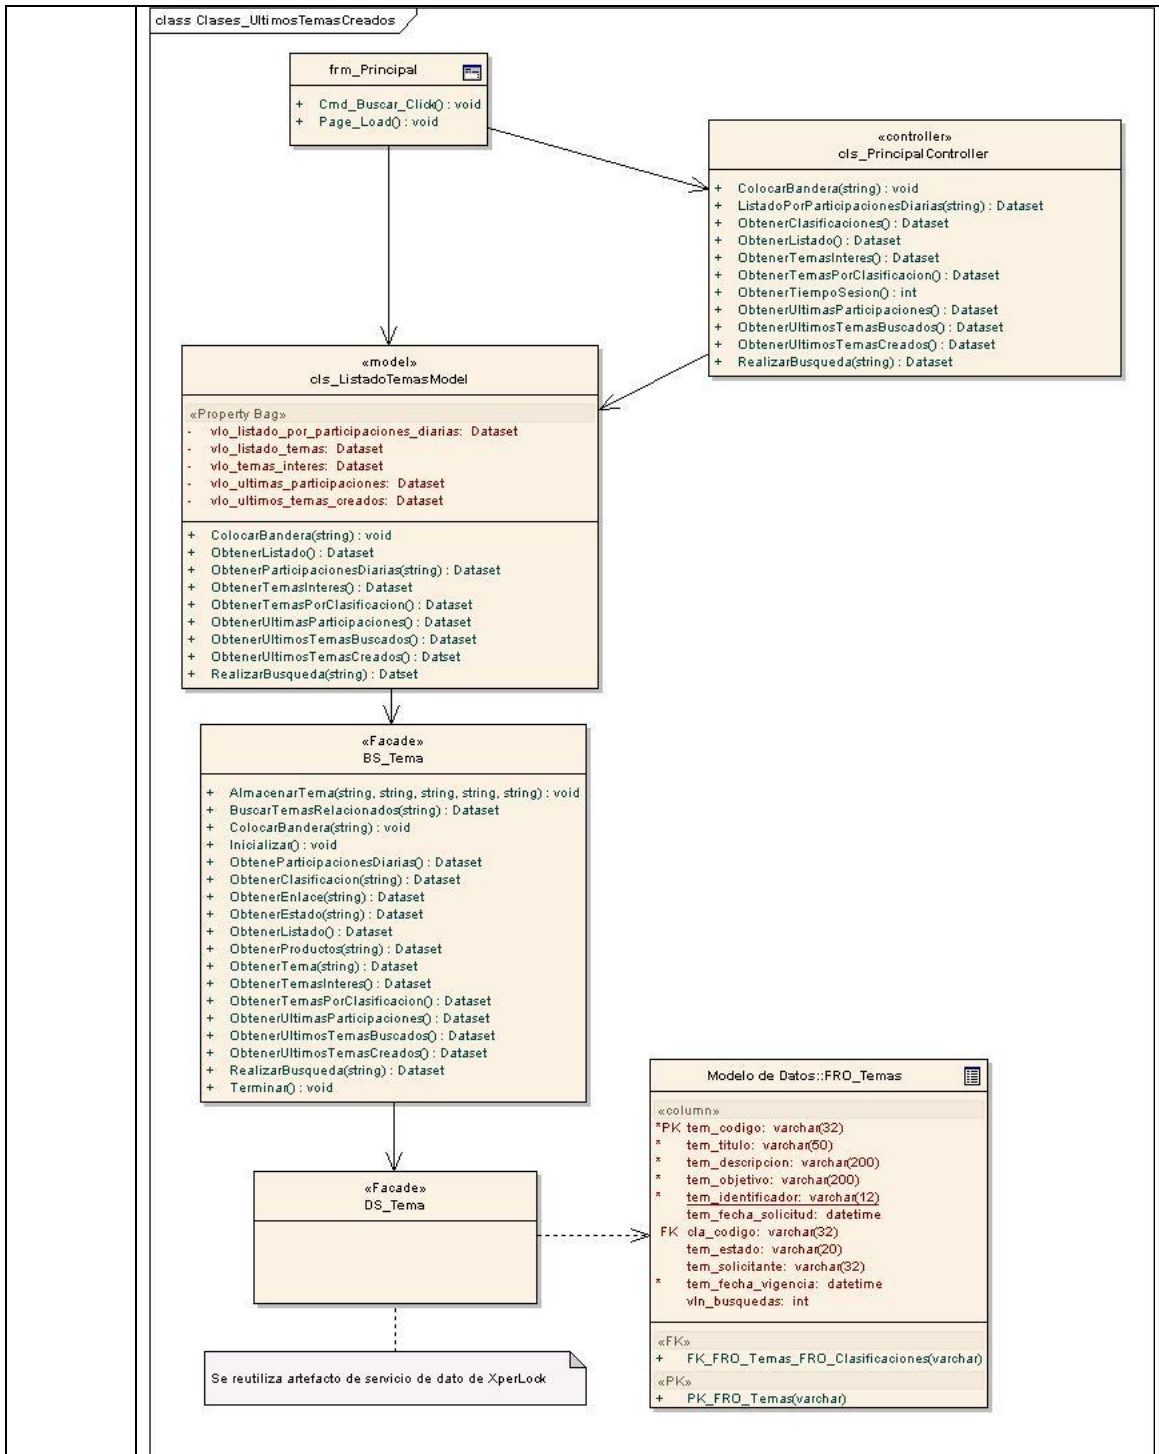 class Clases_UltimosTemasCreados
frm_Principal
+ Cmd_Buscar_Click() : void
+ Page_Load() : void
«controller»
cls_PrincipalController
+ ColocarBandera(string) : void
+ ListadoPorParticipacionesDiarias(string) : Dataset
+ ObtenerClasificaciones() : Dataset
+ ObtenerListado() : Dataset
+ ObtenerTemasInteres() : Dataset
+ ObtenerTemasPorClasificacion() : Dataset
+ ObtenerTiempoSesion() : int
+ ObtenerUltimasParticipaciones() : Dataset
+ ObtenerUltimosTemasBuscados() : Dataset
+ ObtenerUltimosTemasCreados() : Dataset
+ RealizarBusqueda(string) : Dataset
«model»
cls_ListadoTemasModel
«Property Bag»
- vlo_listado_por_participaciones_diarias: Dataset
- vlo_listado_temas: Dataset
- vlo_temas_interes: Dataset
- vlo_ultimas_participaciones: Dataset
- vlo_ultimos_temas_creados: Dataset
+ ColocarBandera(string) : void
+ ObtenerListado() : Dataset
+ ObtenerParticipacionesDiarias(string) : Dataset
+ ObtenerTemasInteres() : Dataset
+ ObtenerTemasPorClasificacion() : Dataset
+ ObtenerUltimasParticipaciones() : Dataset
+ ObtenerUltimosTemasBuscados() : Dataset
+ ObtenerUltimosTemasCreados() : Datset
+ RealizarBusqueda(string) : Datset
«Facade»
BS_Tema
+ AlmacenarTema(string, string, string, string, string) : void
+ BuscarTemasRelacionados(string) : Dataset
+ ColocarBandera(string) : void
+ Inicializar() : void
+ ObteneParticipacionesDiarias() : Dataset
+ ObtenerClasificacion(string) : Dataset
+ ObtenerEnlace(string) : Dataset
+ ObtenerEstado(string) : Dataset
+ ObtenerListado() : Dataset
+ ObtenerProductos(string) : Dataset
+ ObtenerTema(string) : Dataset
+ ObtenerTemasInteres() : Dataset
+ ObtenerTemasPorClasificacion() : Dataset
+ ObtenerUltimasParticipaciones() : Dataset
+ ObtenerUltimosTemasBuscados() : Dataset
+ ObtenerUltimosTemasCreados() : Dataset
+ RealizarBusqueda(string) : Dataset
+ Terminar() : void
Modelo de Datos::FRO_Temas
«column»
*PK tem_codigo: varchar(32)
* tem_titulo: varchar(50)
* tem_descripcion: varchar(200)
* tem_objetivo: varchar(200)
* tem_identificador: varchar(12)
tem_fecha_solicitud: datetime
FK cla_codigo: varchar(32)
tem_estado: varchar(20)
tem_solicitante: varchar(32)
* tem_fecha_vigencia: datetime
vln_busquedas: int
«FK»
+ FK_FRO_Temas_FRO_Clasificaciones(varchar)
«PK»
+ PK_FRO_Temas(varchar)
«Facade»
DS_Tema
Se reutiliza artefacto de servicio de dato de XperLock